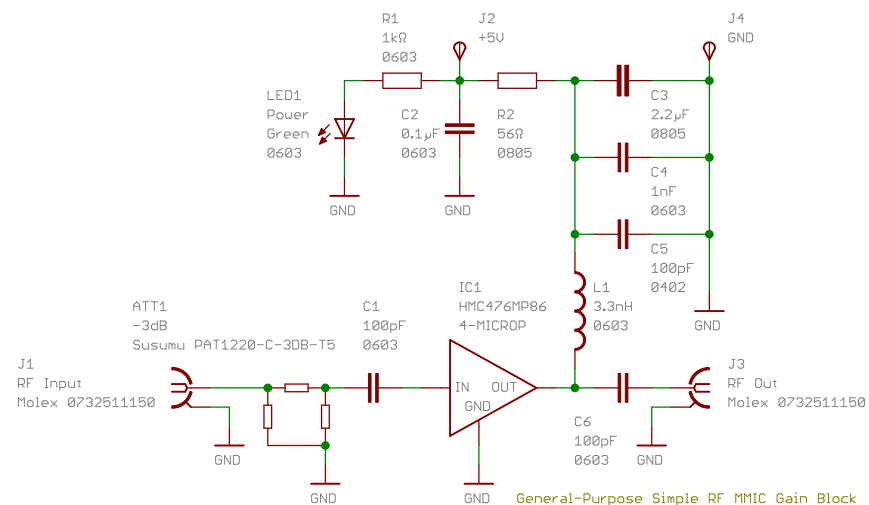 R1
1kΩ
0603
J2
+5V
J4
GND
LED1
Power
Green
0603
C2
0.1µF
0603
R2
56Ω
0805
C3
2.2µF
0805
C4
1nF
0603
C5
100pF
0402
GND
GND
GND
L1
3.3nH
0603
IC1
HMC476MP86
4-MICROP
C1
100pF
0603
ATT1
-3dB
Susumu PAT1220-C-3DB-T5
J1
RF Input
Molex 0732511150
J3
RF Out
Molex 0732511150
IN
OUT
GND
C6
100pF
0603
GND
GND
GND
GND
General-Purpose Simple RF MMIC Gain Block